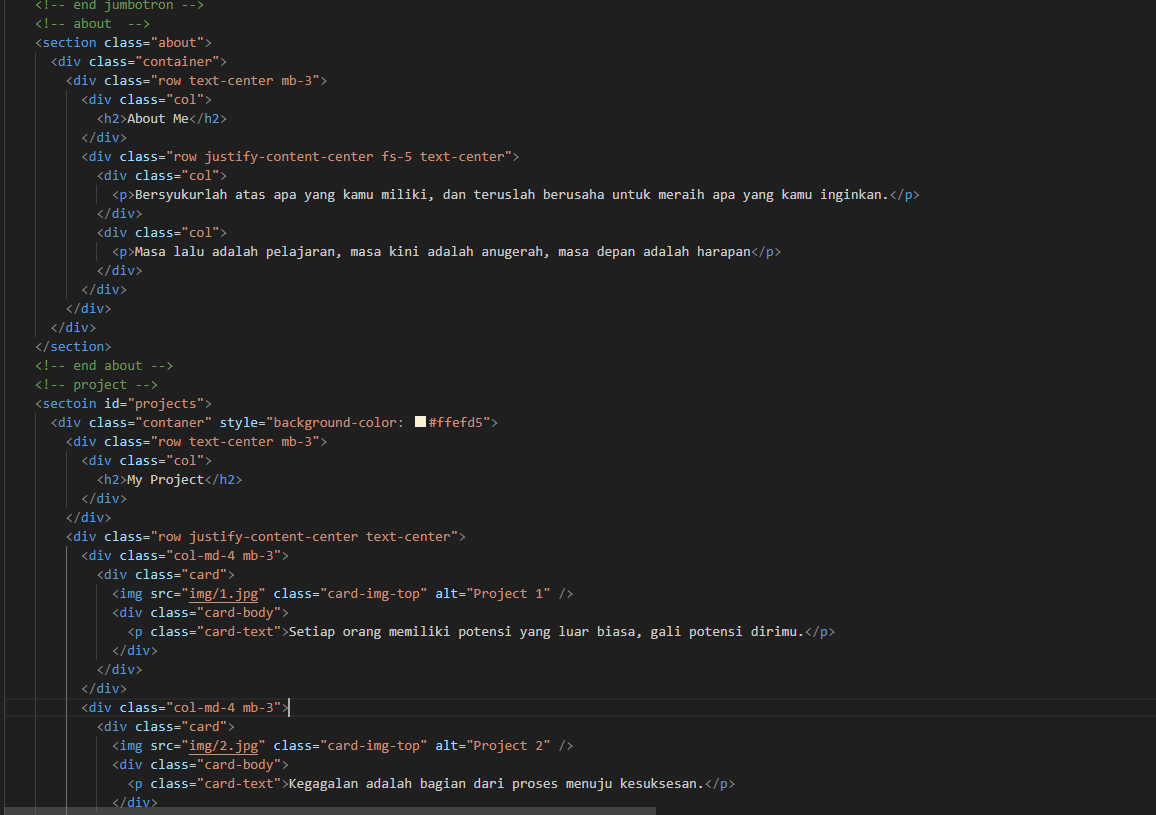 <!-- end jumbotron -->
<!-- about  -->
<section class="about">
<div class="container">
<div class="row text-center mb-3">
<div class="col">
<h2>About Me</h2>
</div>
<div class="row justify-content-center fs-5 text-center">
<div class="col">
<p>Bersyukurlah atas apa yang kamu miliki, dan teruslah berusaha untuk meraih apa yang kamu inginkan.</p>
</div>
<div class="col">
<p>Masa lalu adalah pelajaran, masa kini adalah anugerah, masa depan adalah harapan</p>
</div>
</div>
</div>
</div>
</section>
<!-- end about -->
<!-- project -->
<sectoin id="projects">
<div class="contaner" style="background-color: #ffefd5">
<div class="row text-center mb-3">
<div class="col">
<h2>My Project</h2>
</div>
</div>
<div class="row justify-content-center text-center">
<div class="col-md-4 mb-3">
<div class="card">
<img src="img/1.jpg" class="card-img-top" alt="Project 1" />
<div class="card-body">
<p class="card-text">Setiap orang memiliki potensi yang luar biasa, gali potensi dirimu.</p>
</div>
</div>
</div>
<div class="col-md-4 mb-3">
<div class="card">
<img src="img/2.jpg" class="card-img-top" alt="Project 2" />
<div class="card-body">
<p class="card-text">Kegagalan adalah bagian dari proses menuju kesuksesan.</p>
</div>